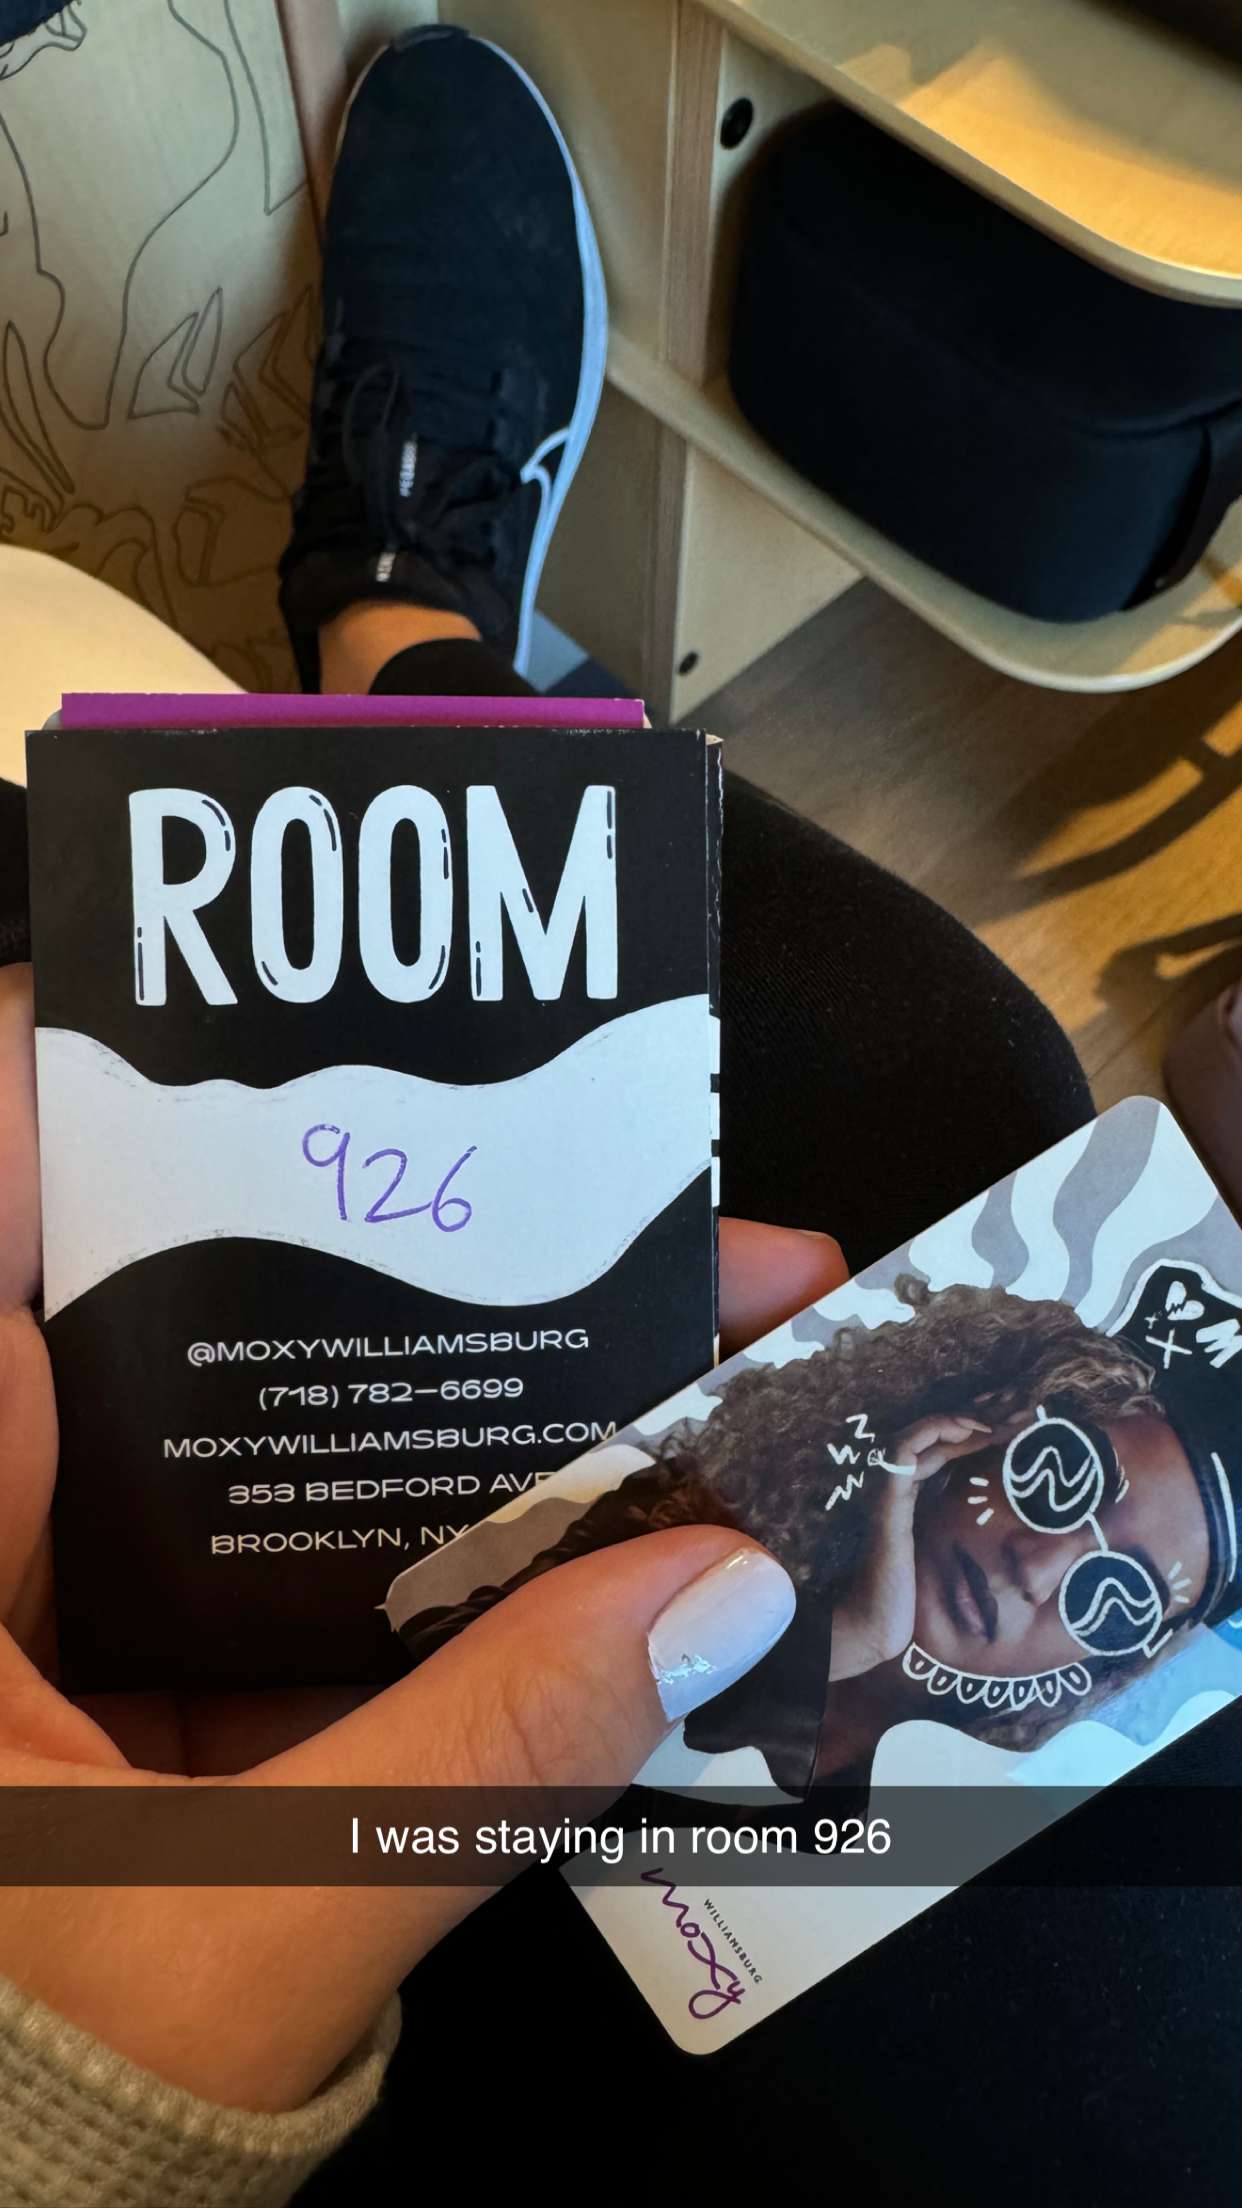 ROOM
926
@MOXYWILLIAMSBURG
(718) 782-6699
MOXYWILLIAMSBURG.COM
353 BEDFORD AVE
BROOKLYN, NY
I was staying in room 926
moxy
WILLIAMSBURG